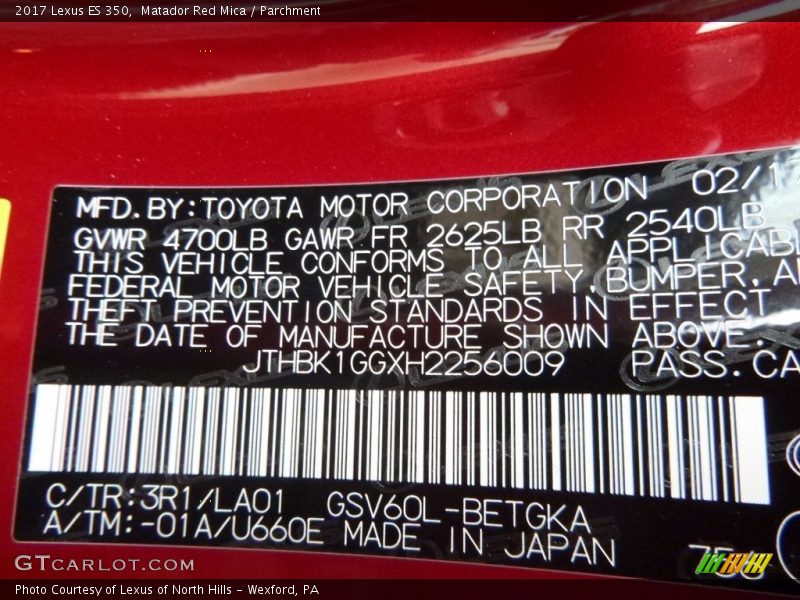 2017 Lexus ES 350, Matador Red Mica / Parchment
MFD.BY:TOYOTA MOTOR CORPORATION 02/1
GVWR 4700LB GAWR FR 2625LB RR 2540LB
THIS VEHICLE CONFORMS TO ALL APPLICABL
FEDERAL MOTOR VEHICLE SAFETY,BUMPER,AN
THEFT PREVENTION STANDARDS IN EFFECT
THE DATE OF MANUFACTURE SHOWN ABOVE.
JTHBK1GGXH2256009 PASS.CA
C/TR:3R1/LA01 GSV60L-BETGKA
A/TM:-01A/U660E MADE IN JAPAN
GTCARLOT.COM
Photo Courtesy of Lexus of North Hills - Wexford, PA